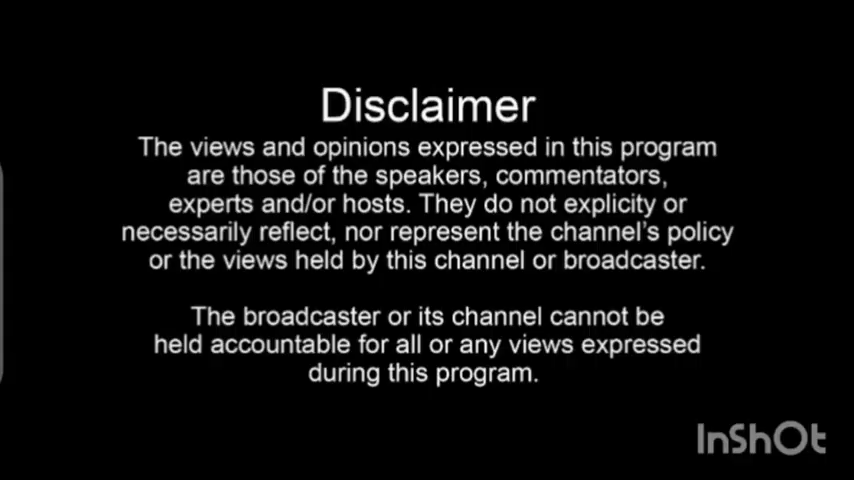 Disclaimer
The views and opinions expressed in this program
are those of the speakers, commentators,
experts and/or hosts. They do not explicity or
necessarily reflect, nor represent the channel's policy
or the views held by this channel or broadcaster.
The broadcaster or its channel cannot be
held accountable for all or any views expressed
during this program.
InShOt